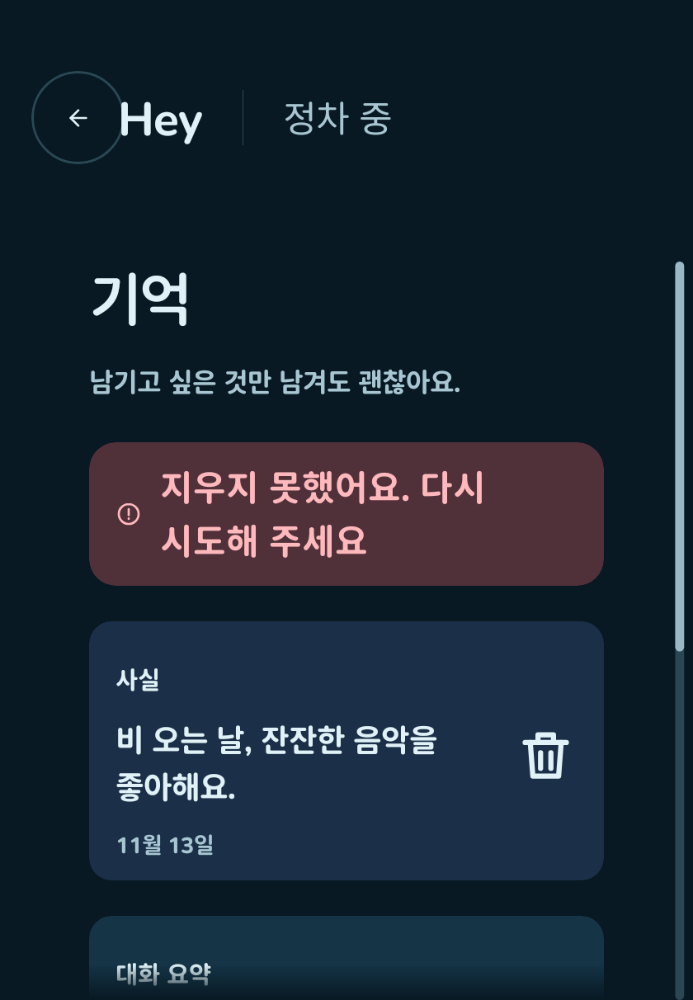 Hey
정차 중
기억
남기고 싶은 것만 남겨도 괜찮아요.
지우지 못했어요. 다시
시도해 주세요
사실
비 오는 날, 잔잔한 음악을
좋아해요.
11월 13일
대화 요약